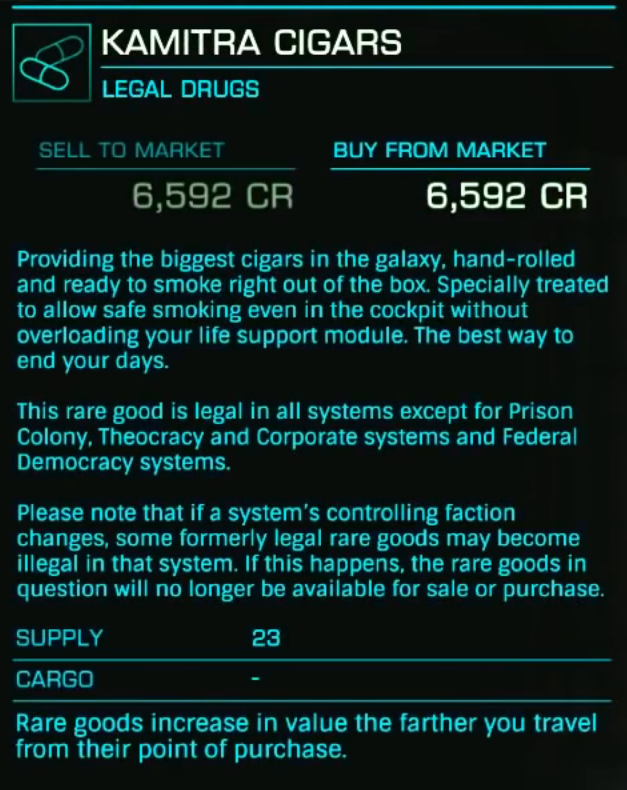 KAMITRA CIGARS
LEGAL DRUGS
SELL TO MARKET
6,592 CR
BUY FROM MARKET
6,592 CR
Providing the biggest cigars in the galaxy, hand-rolled
and ready to smoke right out of the box. Specially treated
to allow safe smoking even in the cockpit without
overloading your life support module. The best way to
end your days.
This rare good is legal in all systems except for Prison
Colony, Theocracy and Corporate systems and Federal
Democracy systems.
Please note that if a system's controlling faction
changes, some formerly legal rare goods may become
illegal in that system. If this happens, the rare goods in
question will no longer be available for sale or purchase.
SUPPLY 23
CARGO -
Rare goods increase in value the farther you travel
from their point of purchase.